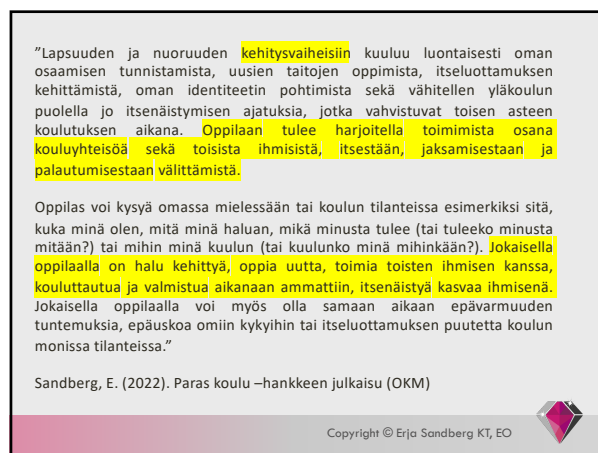 ”Lapsuuden ja nuoruuden kehitysvaiheisiin kuuluu luontaisesti oman
osaamisen tunnistamista, uusien taitojen oppimista, itseluottamuksen
kehittämistä, oman identiteetin pohtimista sekä vähitellen yläkoulun
puolella jo itsenäistymisen ajatuksia, jotka vahvistuvat toisen asteen
koulutuksen aikana. Oppilaan tulee harjoitella toimimista osana
kouluyhteisöä sekä toisista ihmisistä, itsestään, jaksamisestaan ja
palautumisestaan välittämistä.
Oppilas voi kysyä omassa mielessään tai koulun tilanteissa esimerkiksi sitä,
kuka minä olen, mitä minä haluan, mikä minusta tulee (tai tuleeko minusta
mitään?) tai mihin minä kuulun (tai kuulunko minä mihinkään?). Jokaisella
oppilaalla on halu kehittyä, oppia uutta, toimia toisten ihmisen kanssa,
kouluttautua ja valmistua aikanaan ammattiin, itsenäistyä kasvaa ihmisenä.
Jokaisella oppilaalla voi myös olla samaan aikaan epävarmuuden
tuntemuksia, epäuskoa omiin kykyihin tai itseluottamuksen puutetta koulun
monissa tilanteissa.”
Sandberg, E. (2022). Paras koulu –hankkeen julkaisu (OKM)
Copyright © Erja Sandberg KT, EO